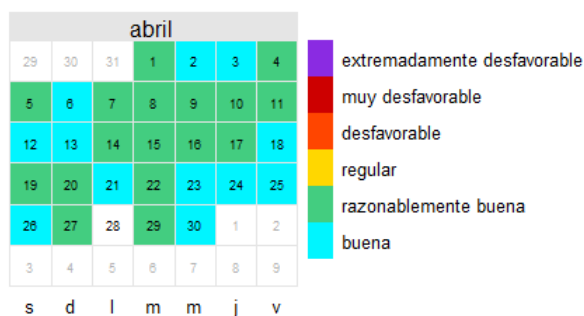 abril
29 30 31 1 2 3 4
5 6 7 8 9 10 11
12 13 14 15 16 17 18
19 20 21 22 23 24 25
26 27 28 29 30 1 2
3 4 5 6 7 8 9
s d l m m j v
extremadamente desfavorable
muy desfavorable
desfavorable
regular
razonablemente buena
buena